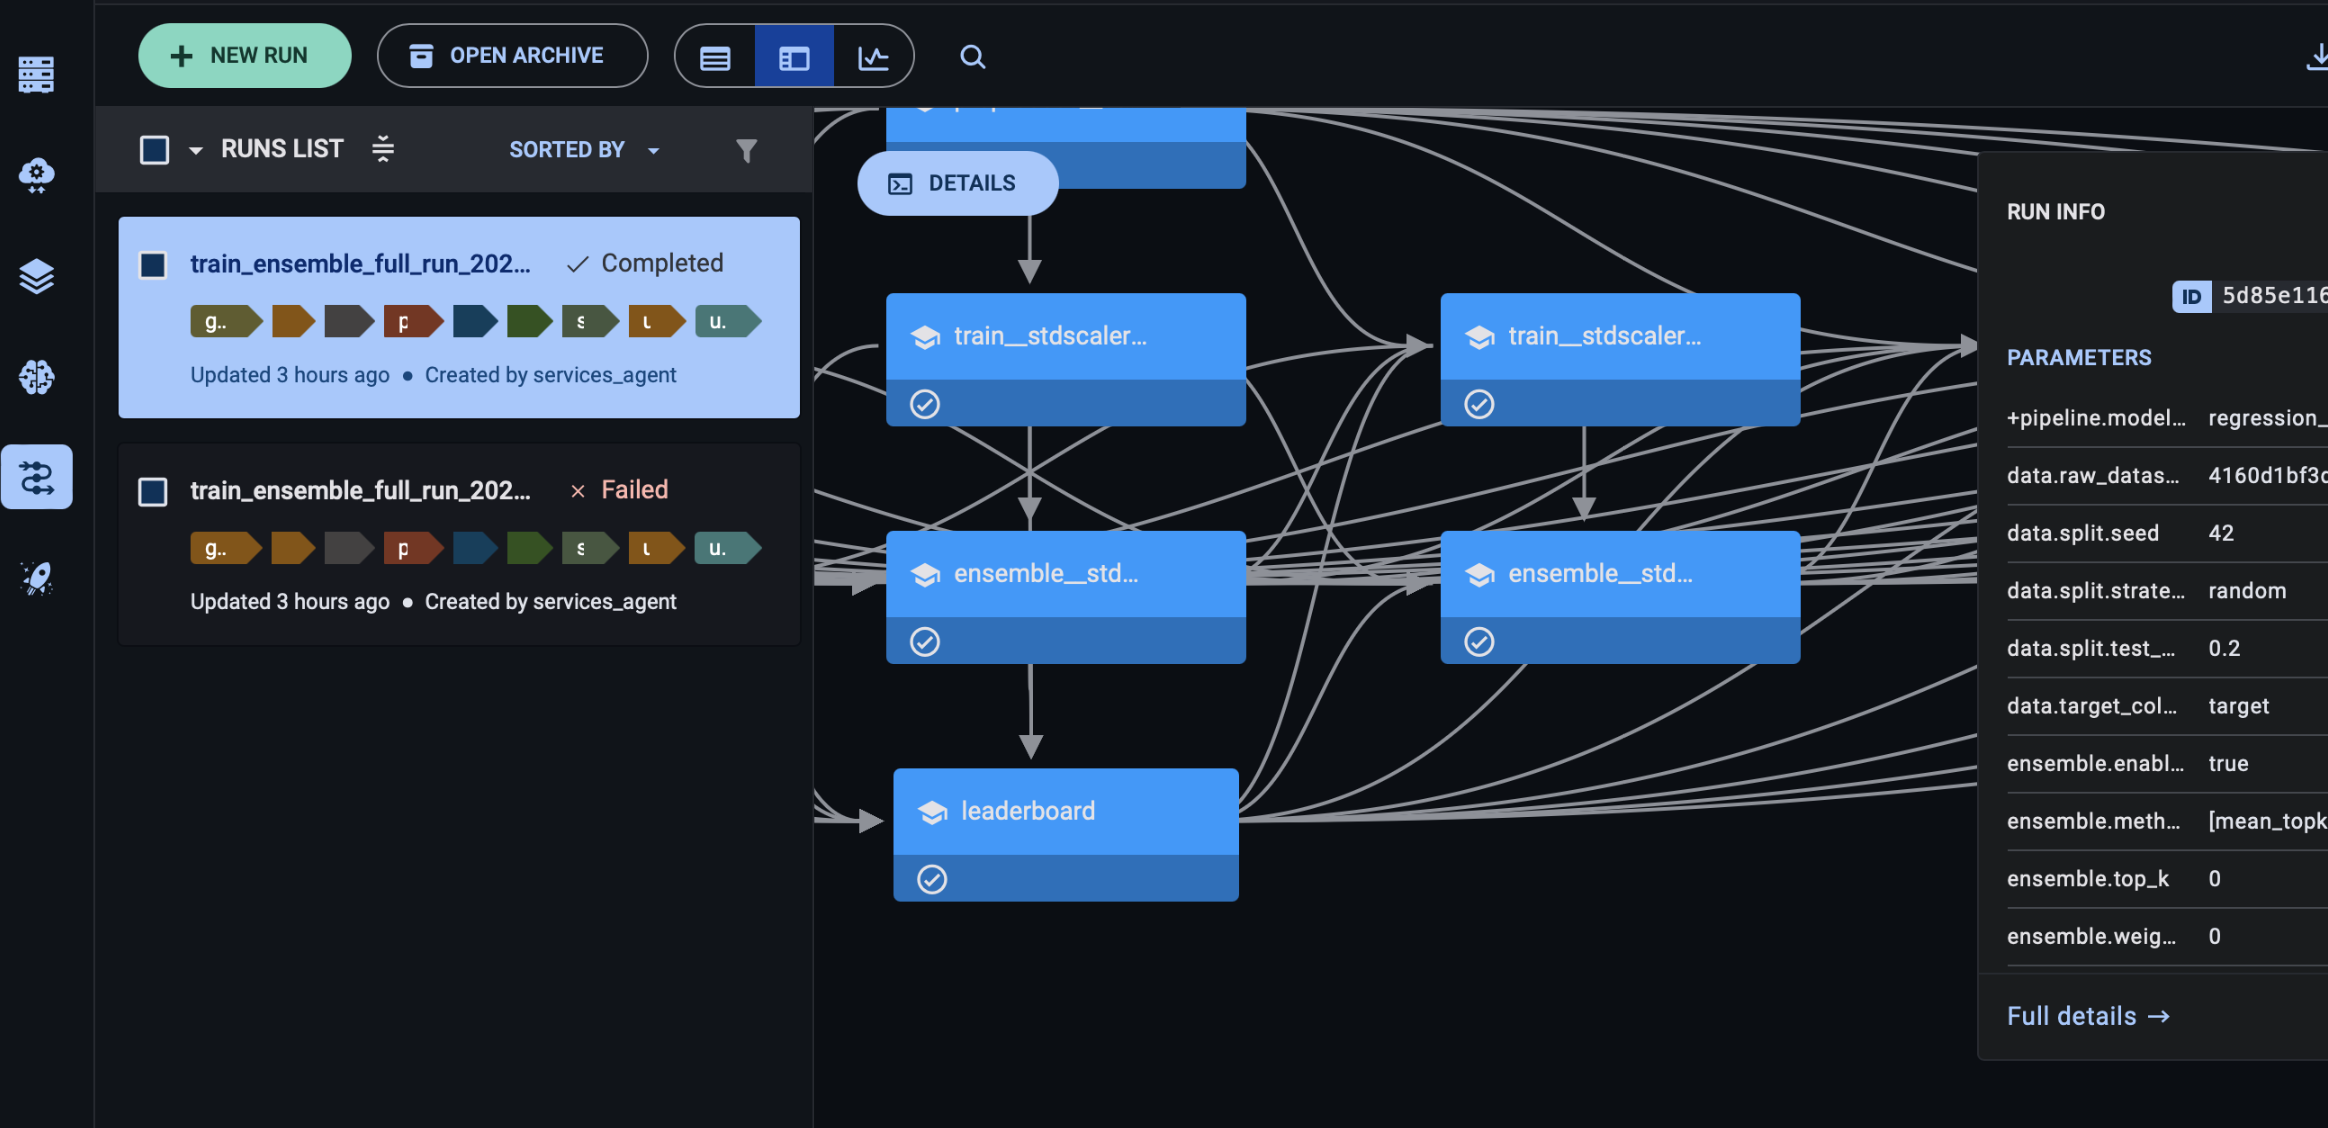 NEW RUN
OPEN ARCHIVE
RUNS LIST
SORTED BY
DETAILS
train_ensemble_full_run_202...
Completed
g..
p
s
u.
Updated 3 hours ago • Created by services_agent
train_ensemble_full_run_202...
Failed
g..
p
s
u.
Updated 3 hours ago • Created by services_agent
train__stdscaler...
train__stdscaler...
ensemble__std...
ensemble__std...
leaderboard
RUN INFO
ID 5d85e116
PARAMETERS
+pipeline.model... regression_
data.raw_datas... 4160d1bf3
data.split.seed 42
data.split.strate... random
data.split.test_... 0.2
data.target_col... target
ensemble.enabl... true
ensemble.meth... [mean_topk
ensemble.top_k 0
ensemble.weig... 0
Full details →